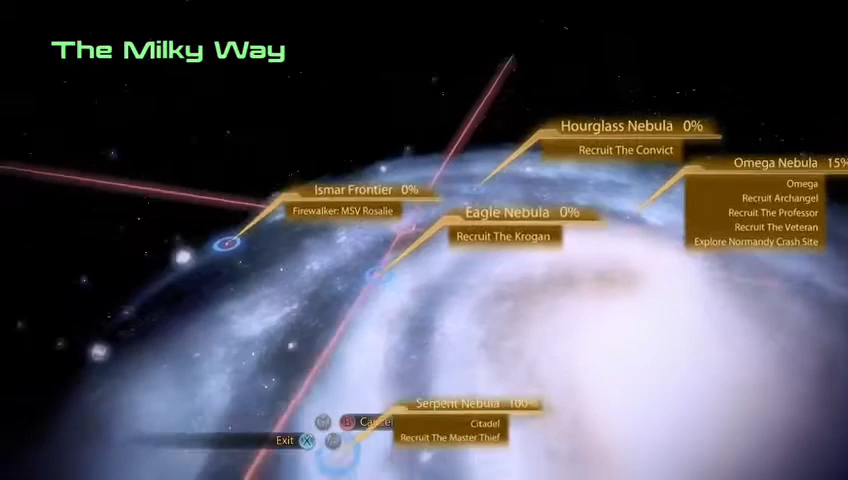 The Milky Way
Hourglass Nebula 0%
Recruit The Convict
Omega Nebula 15%
Omega
Recruit Archangel
Recruit The Professor
Recruit The Veteran
Explore Normandy Crash Site
Ismar Frontier 0%
Firewalker: MSV Rosalie
Eagle Nebula 0%
Recruit The Krogan
Serpent Nebula 100%
Citadel
Recruit The Master Thief
B Cancel
Exit X